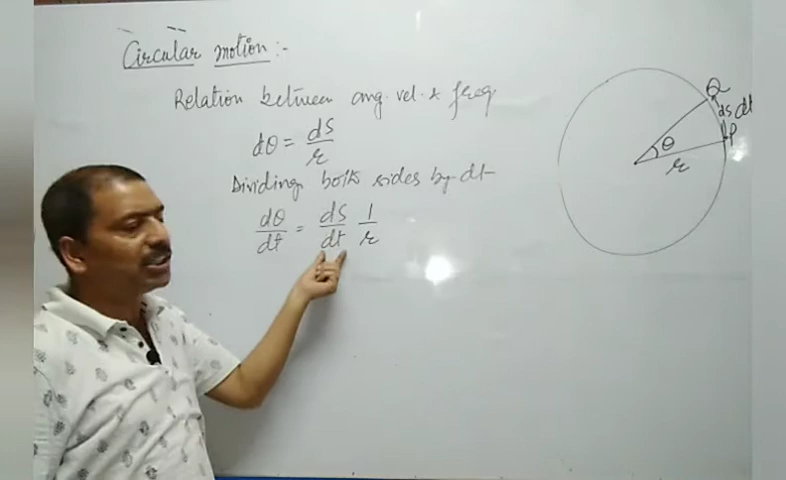 Circular motion :-
Relation between ang. vel. & freq
dθ = ds/r
Dividing both sides by dt
dθ/dt = ds/dt 1/r
Q
ds dt
P
θ
r